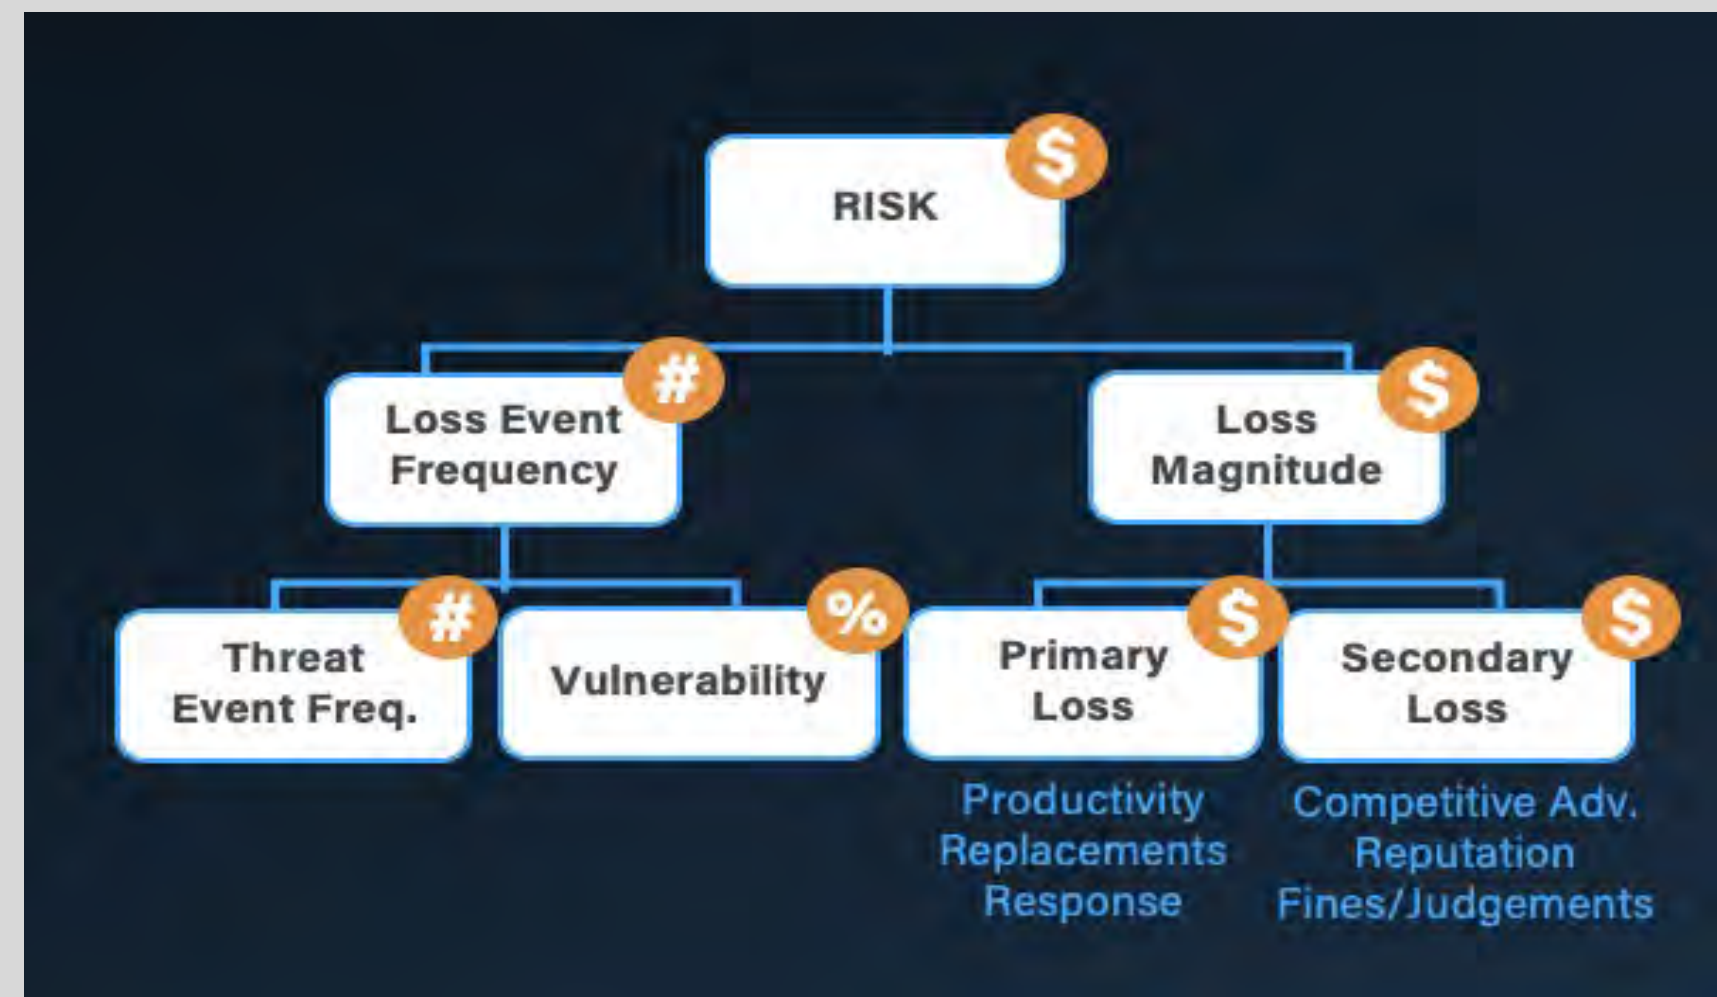 $
RISK
#
Loss Event
Frequency
$
Loss
Magnitude
#
Threat
Event Freq.
%
Vulnerability
$
Primary
Loss
$
Secondary
Loss
Productivity
Replacements
Response
Competitive Adv.
Reputation
Fines/Judgements